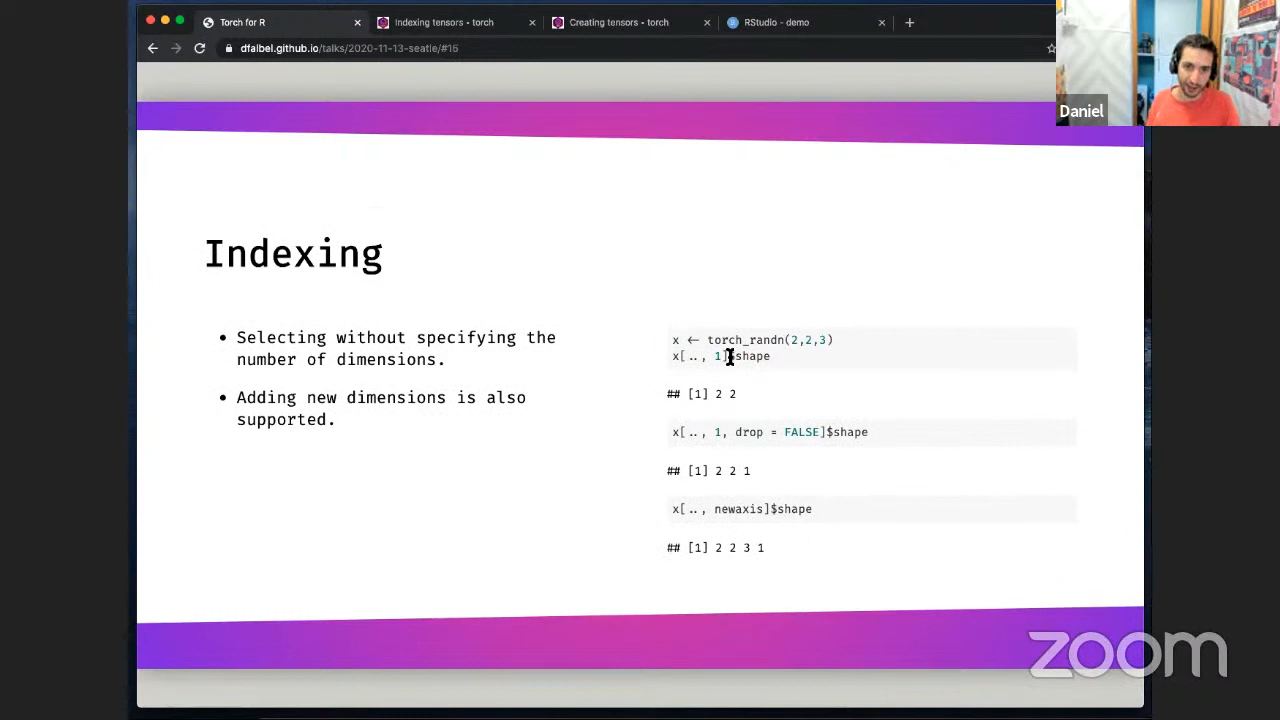 Torch for R
Indexing tensors - torch
Creating tensors - torch
RStudio - demo
dfalbel.github.io/talks/2020-11-13-seatle/#15
Daniel
Indexing
• Selecting without specifying the
number of dimensions.
• Adding new dimensions is also
supported.
x <- torch_randn(2,2,3)
x[.., 1]$shape
## [1] 2 2
x[.., 1, drop = FALSE]$shape
## [1] 2 2 1
x[.., newaxis]$shape
## [1] 2 2 3 1
zoom